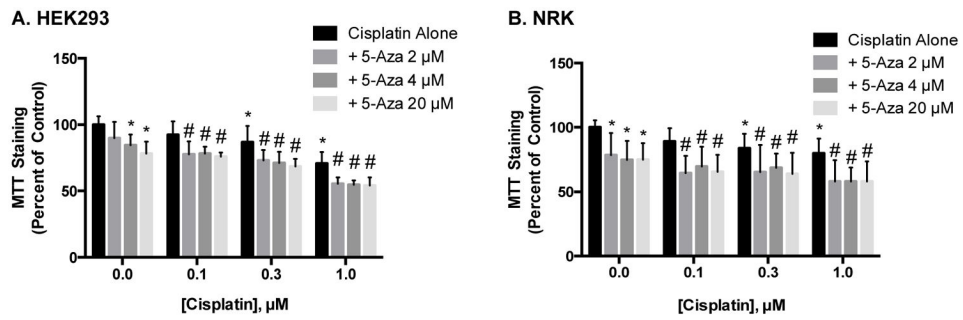 A. HEK293
Cisplatin Alone
+ 5-Aza 2 µM
+ 5-Aza 4 µM
+ 5-Aza 20 µM
MTT Staining
(Percent of Control)
150
100
50
0
* *
# # #
* # # #
* # # #
0.0 0.1 0.3 1.0
[Cisplatin], µM
B. NRK
Cisplatin Alone
+ 5-Aza 2 µM
+ 5-Aza 4 µM
+ 5-Aza 20 µM
MTT Staining
(Percent of Control)
150
100
50
0
* * *
# # #
* # # #
* # # #
0.0 0.1 0.3 1.0
[Cisplatin], µM